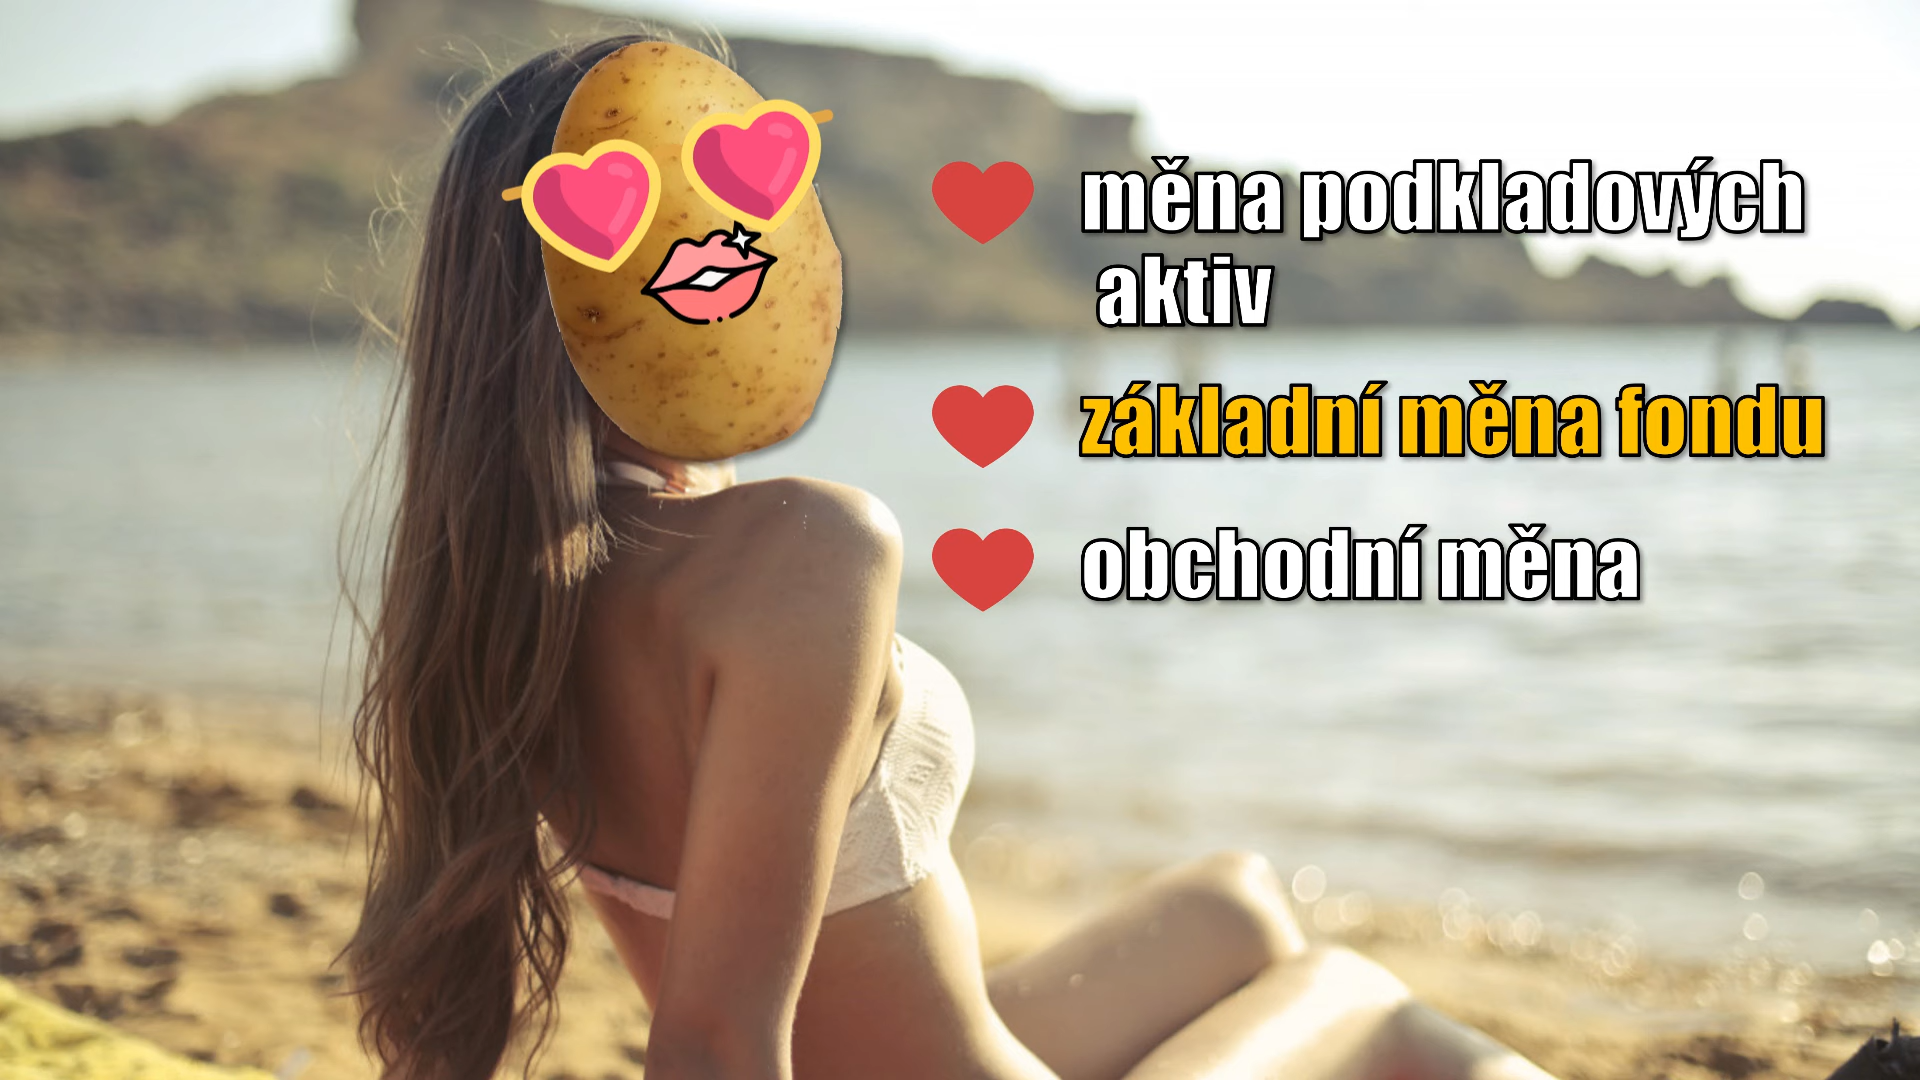 měna podkladových
aktiv
základní měna fondu
obchodní měna